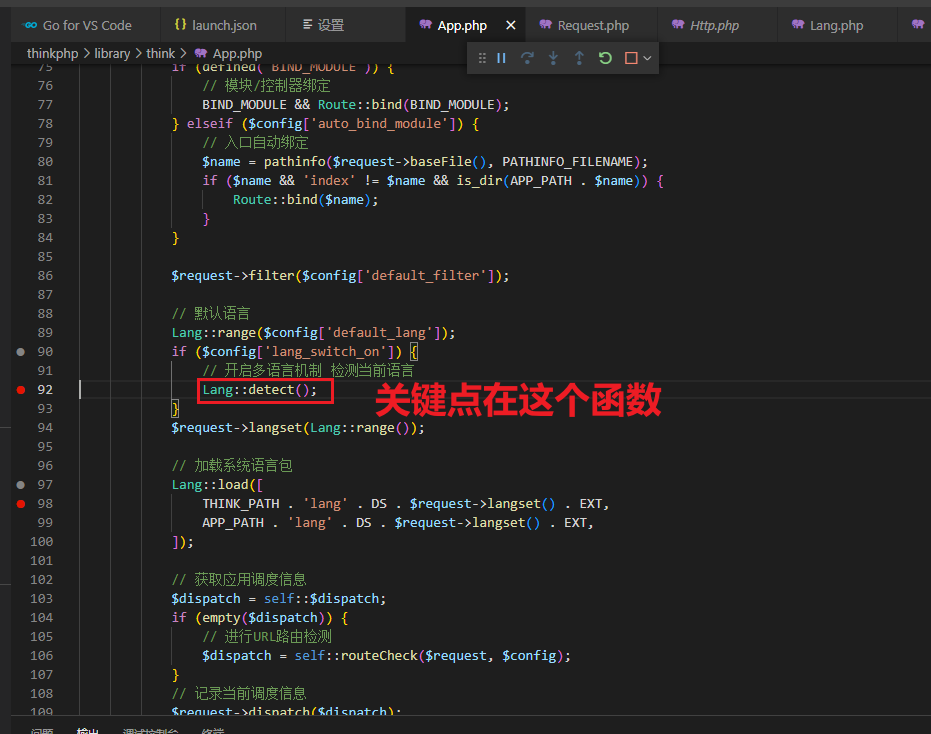 Go for VS Code {} launch.json 设置 App.php × Request.php Http.php Lang.php
thinkphp > library > think > App.php
75 if (defined('BIND_MODULE')) {
76 // 模块/控制器绑定
77 BIND_MODULE && Route::bind(BIND_MODULE);
78 } elseif ($config['auto_bind_module']) {
79 // 入口自动绑定
80 $name = pathinfo($request->baseFile(), PATHINFO_FILENAME);
81 if ($name && 'index' != $name && is_dir(APP_PATH . $name)) {
82 Route::bind($name);
83 }
84 }
85
86 $request->filter($config['default_filter']);
87
88 // 默认语言
89 Lang::range($config['default_lang']);
90 if ($config['lang_switch_on']) {
91 // 开启多语言机制 检测当前语言
92 Lang::detect(); 关键点在这个函数
93 }
94 $request->langset(Lang::range());
95
96 // 加载系统语言包
97 Lang::load([
98 THINK_PATH . 'lang' . DS . $request->langset() . EXT,
99 APP_PATH . 'lang' . DS . $request->langset() . EXT,
100 ]);
101
102 // 获取应用调度信息
103 $dispatch = self::$dispatch;
104 if (empty($dispatch)) {
105 // 进行URL路由检测
106 $dispatch = self::routeCheck($request, $config);
107 }
108 // 记录当前调度信息
109 $request->dispatch($dispatch);
问题 输出 调试控制台 终端